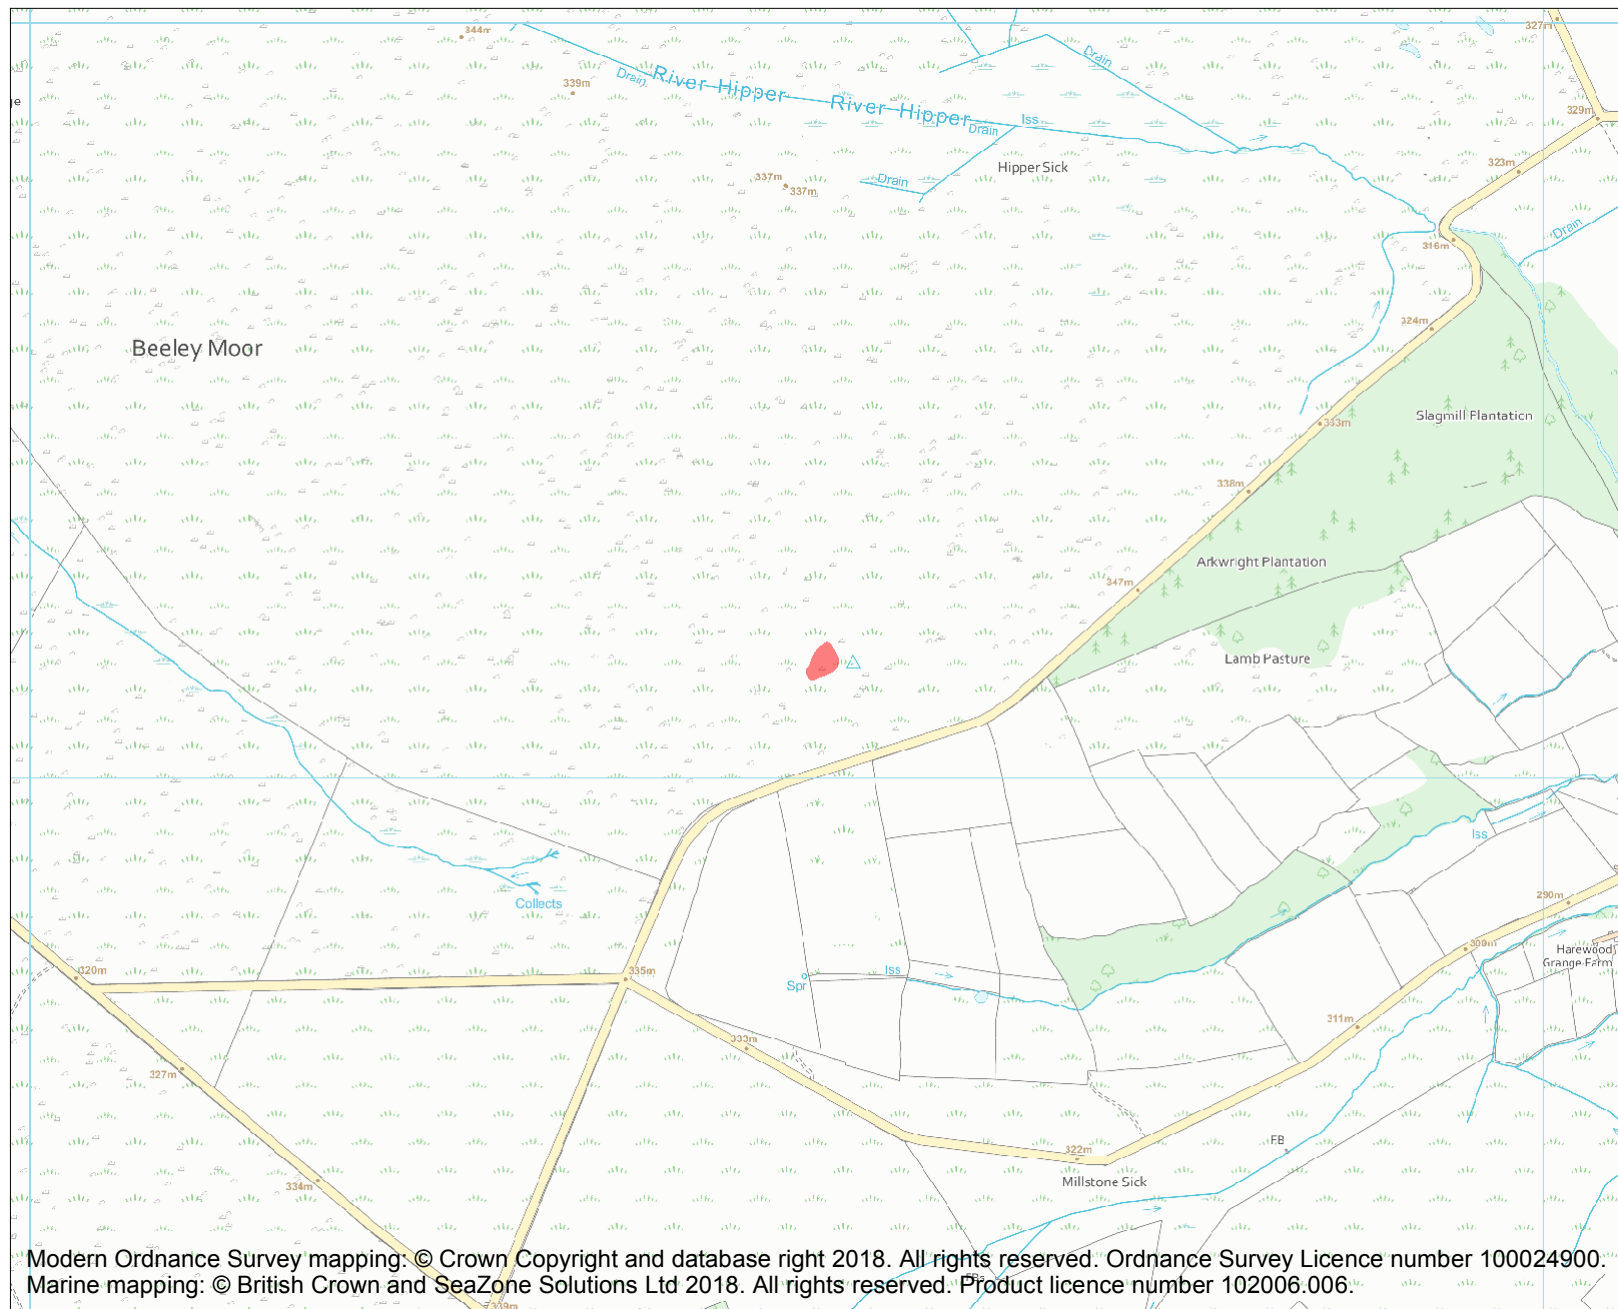 344m
327m
Drain
339m
Drain
River Hipper
River Hipper
Drain
Iss
329m
ge
Hipper Sick
323m
337m
337m
Drain
316m
Drain
324m
Beeley Moor
Slagmill Plantation
333m
338m
Arkwright Plantation
347m
Lamb Pasture
Iss
290m
Collects
300m
Harewood
Grange Farm
320m
335m
Iss
Spr
311m
333m
327m
FB
322m
Millstone Sick
334m
Modern Ordnance Survey mapping: © Crown Copyright and database right 2018. All rights reserved. Ordnance Survey Licence number 100024900.
Marine mapping: © British Crown and SeaZone Solutions Ltd 2018. All rights reserved. Product licence number 102006.006.
339m